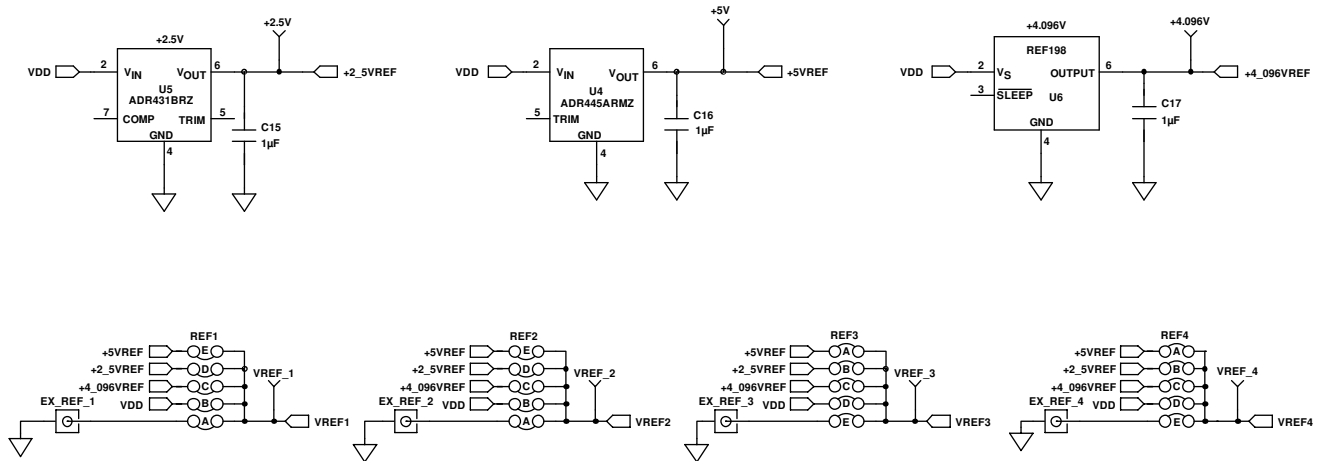 +2.5V
+2.5V
VDD 2 VIN VOUT 6 +2_5VREF
U5
ADR431BRZ
7 COMP TRIM 5
GND
4
C15
1µF
+5V
VDD 2 VIN VOUT 6 +5VREF
U4
ADR445ARMZ
5 TRIM
GND
4
C16
1µF
+4.096V
+4.096V
REF198
VDD 2 VS OUTPUT 6 +4_096VREF
3 SLEEP U6
GND
4
C17
1µF
REF1
+5VREF E
+2_5VREF D VREF_1
+4_096VREF C
EX_REF_1 VDD B
A VREF1
REF2
+5VREF E
+2_5VREF D VREF_2
+4_096VREF C
EX_REF_2 VDD B
A VREF2
REF3
+5VREF A
+2_5VREF B VREF_3
+4_096VREF C
EX_REF_3 VDD D
E VREF3
REF4
+5VREF A
+2_5VREF B VREF_4
+4_096VREF C
EX_REF_4 VDD D
E VREF4